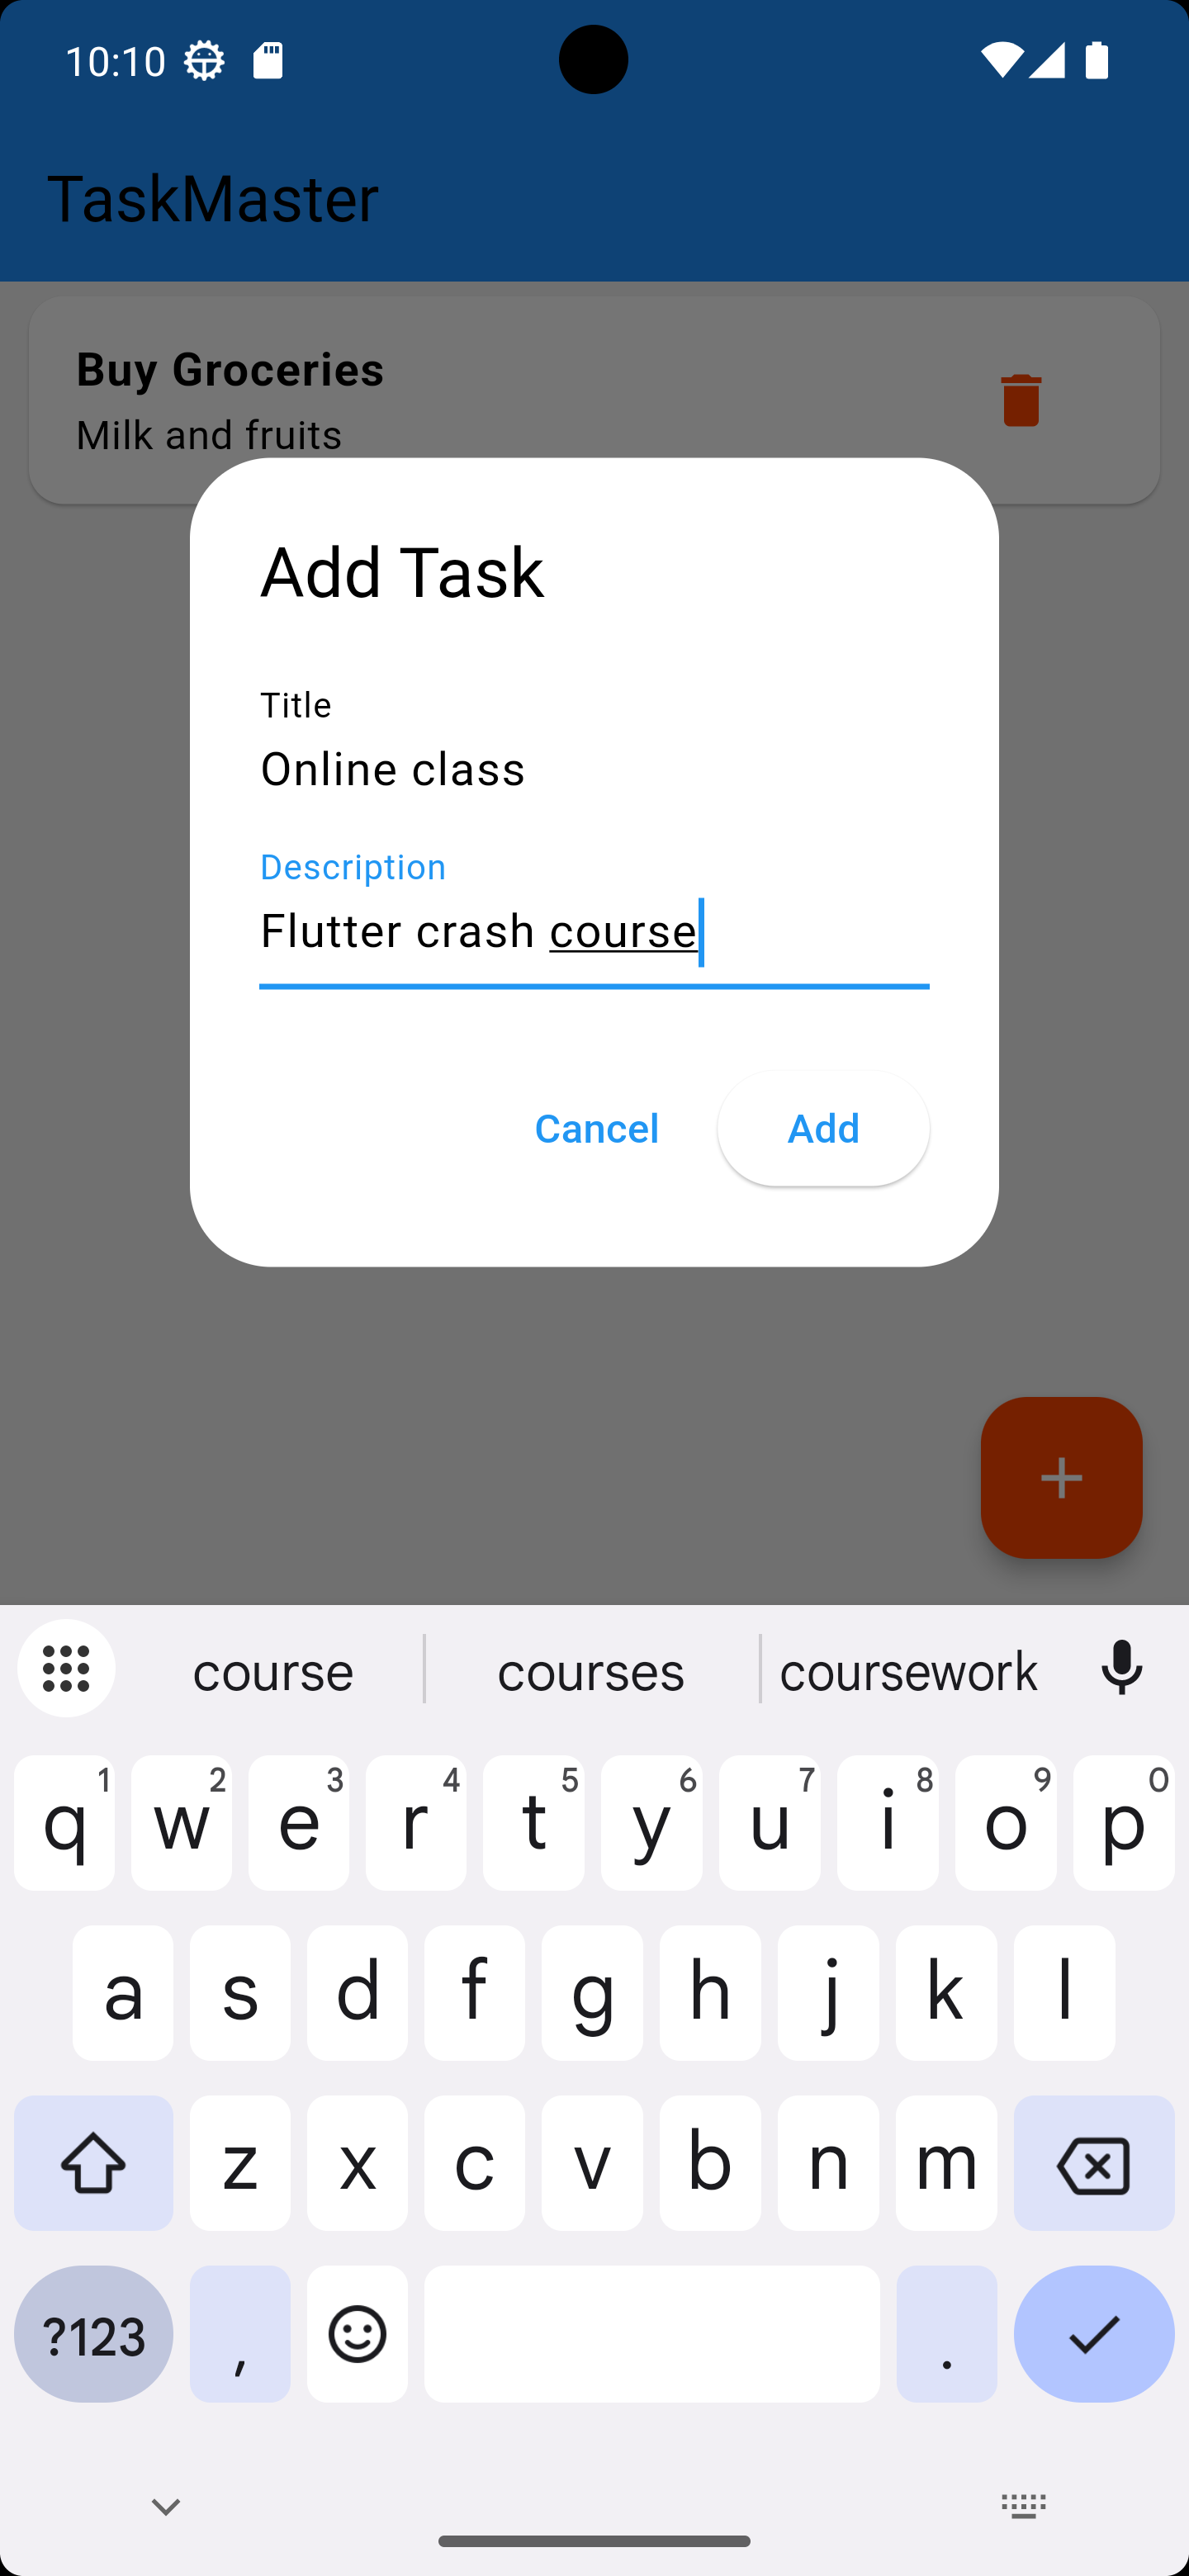 10:10
TaskMaster
Buy Groceries
Milk and fruits
Add Task
Title
Online class
Description
Flutter crash course
Cancel Add
course courses coursework
q1 w2 e3 r4 t5 y6 u7 i8 o9 p0
a s d f g h j k l
z x c v b n m
?123 , .